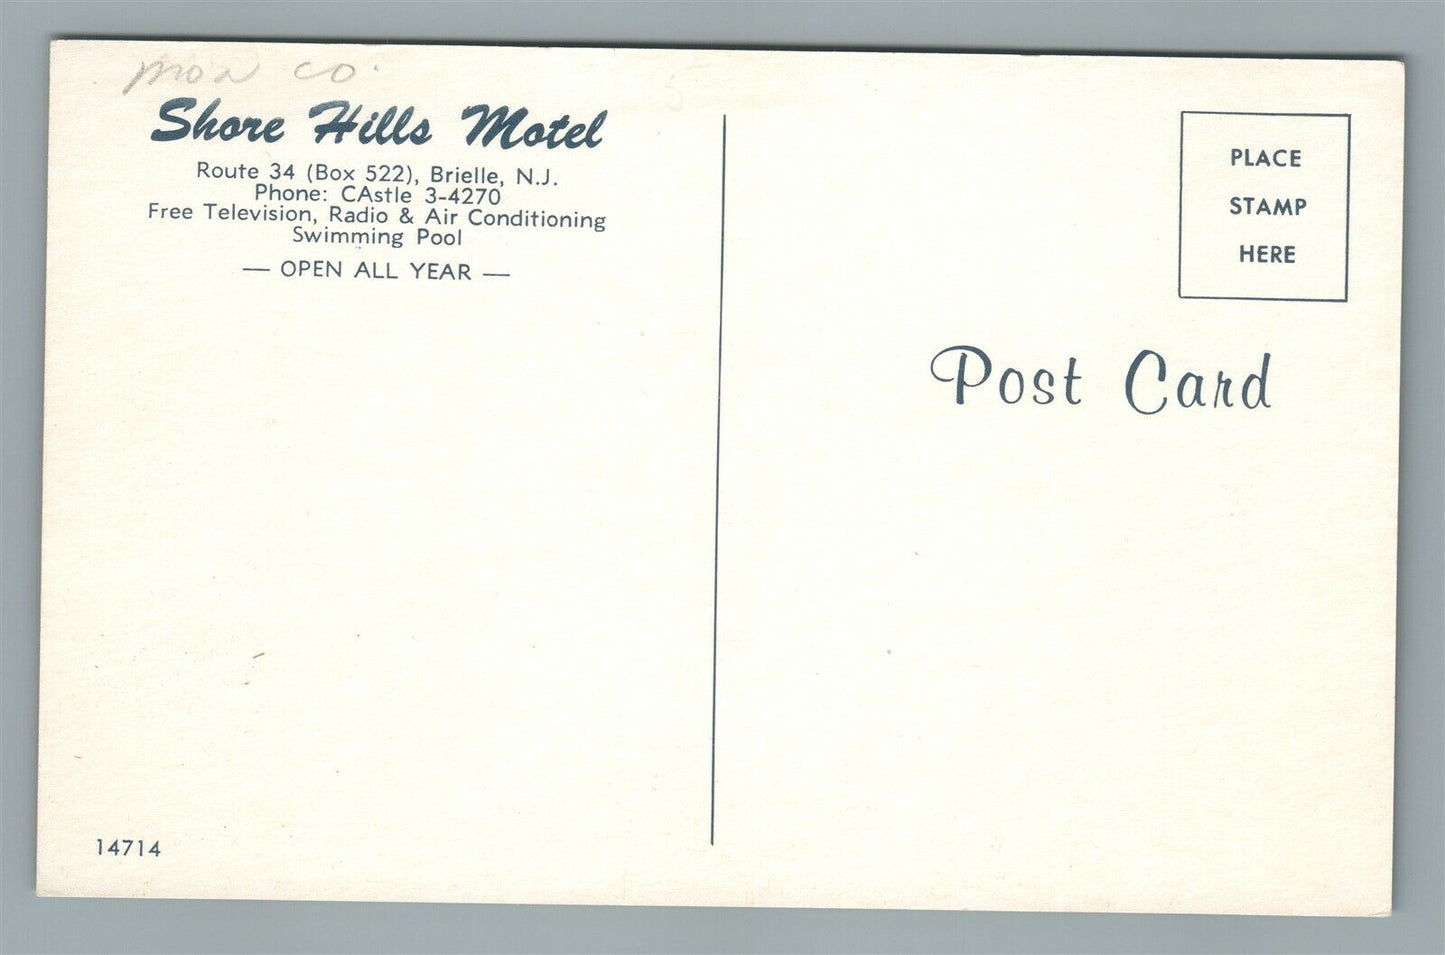 mon co.
Shore Hills Motel
Route 34 (Box 522), Brielle, N.J.
Phone: CAstle 3-4270
Free Television, Radio & Air Conditioning
Swimming Pool
— OPEN ALL YEAR —
14714
PLACE
STAMP
HERE
Post Card